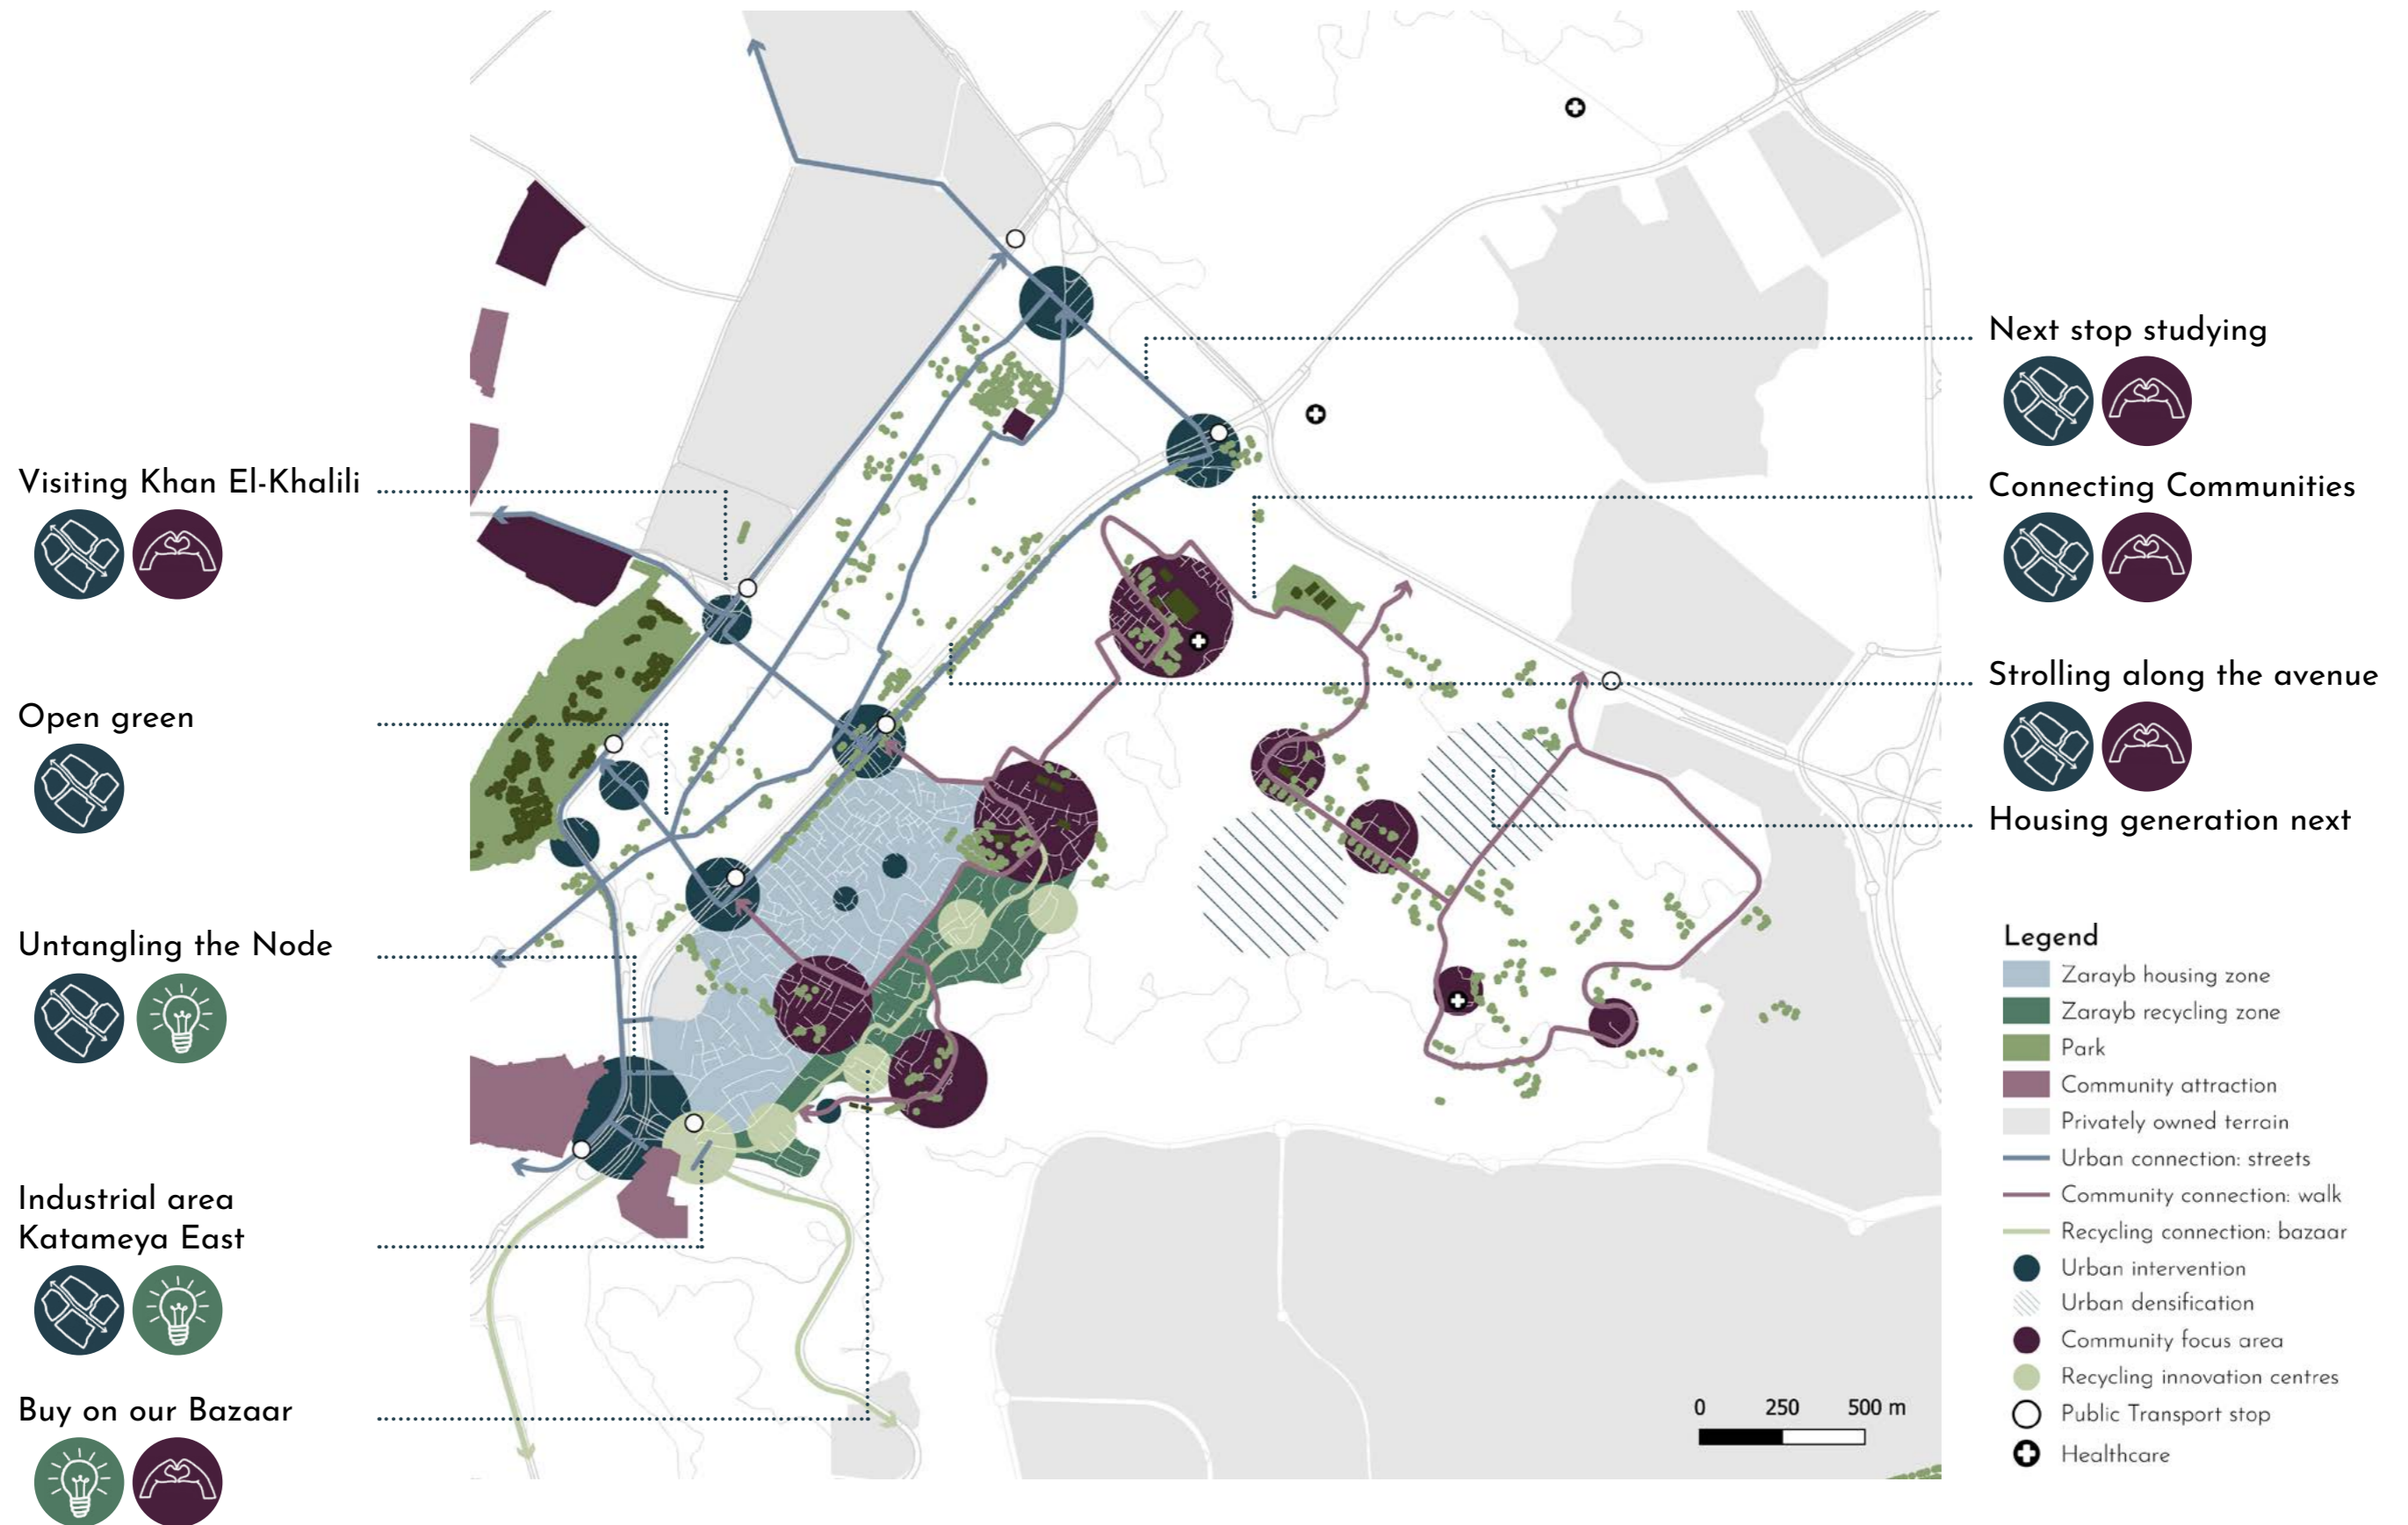 Visiting Khan El-Khalili
Open green
Untangling the Node
Industrial area
Katameya East
Buy on our Bazaar
Next stop studying
Connecting Communities
Strolling along the avenue
Housing generation next
Legend
Zarayb housing zone
Zarayb recycling zone
Park
Community attraction
Privately owned terrain
Urban connection: streets
Community connection: walk
Recycling connection: bazaar
Urban intervention
Urban densification
Community focus area
Recycling innovation centres
Public Transport stop
Healthcare
0 250 500 m